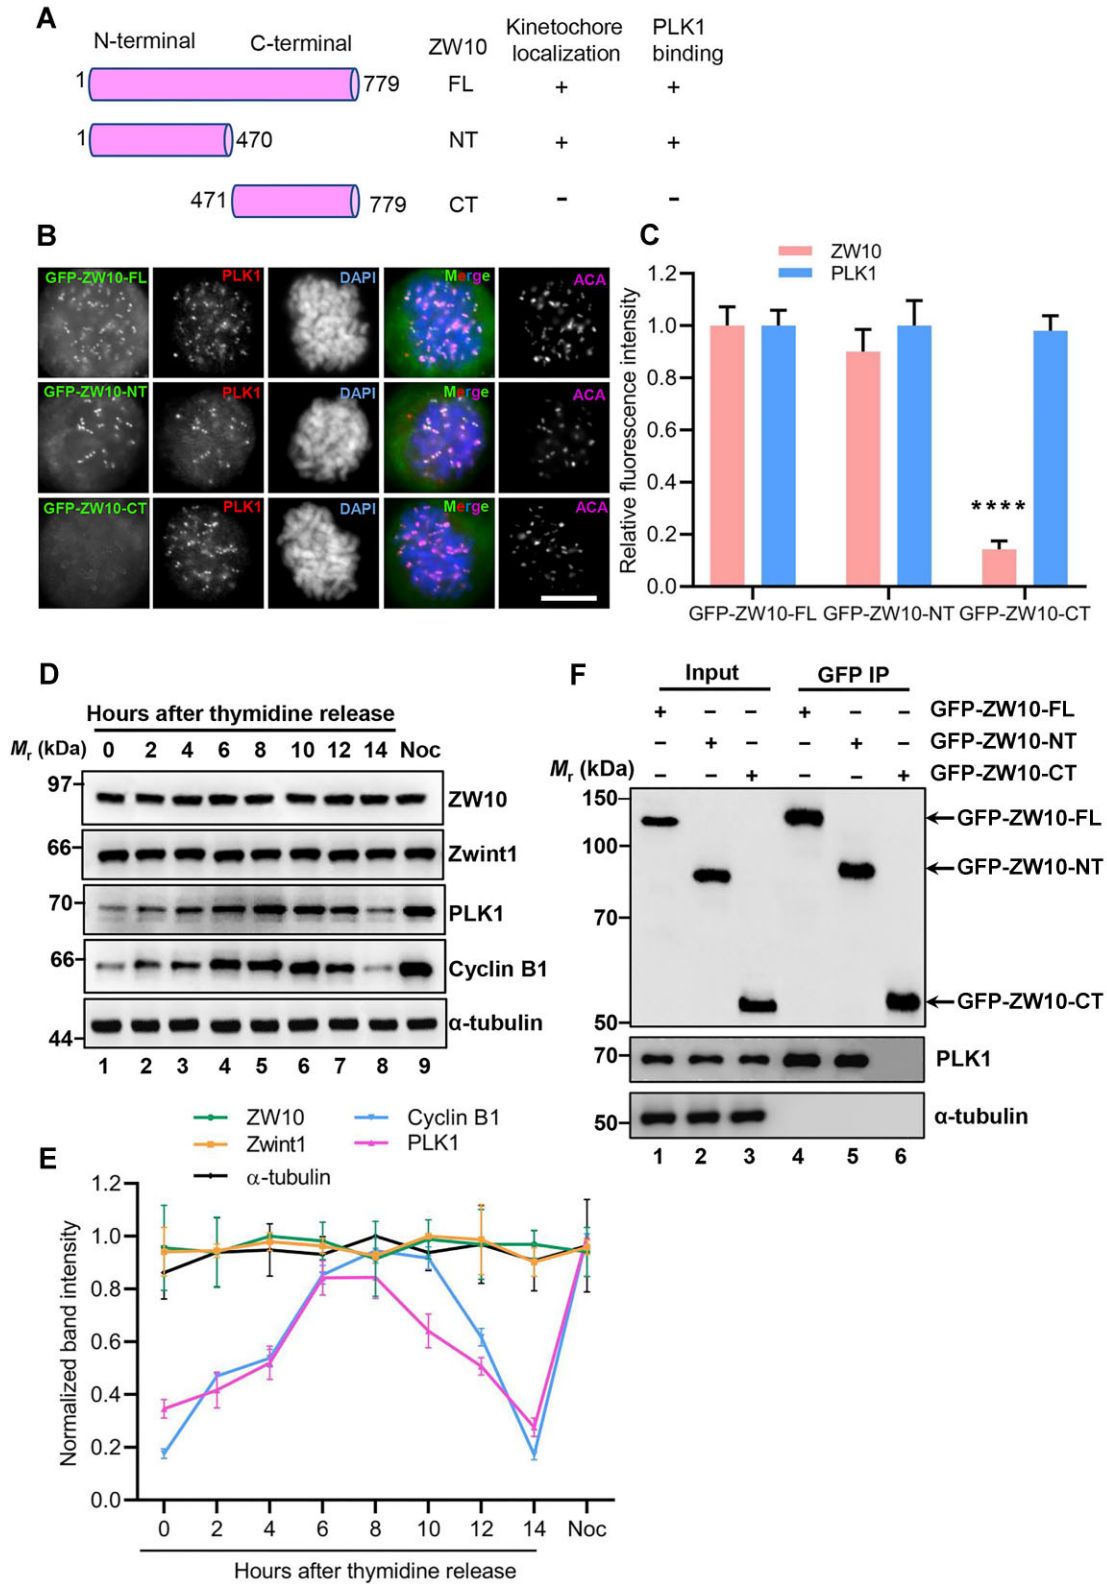 A
N-terminal C-terminal ZW10 Kinetochore localization PLK1 binding
1 779 FL + +
1 470 NT + +
471 779 CT - -
B
GFP-ZW10-FL PLK1 DAPI Merge ACA
GFP-ZW10-NT PLK1 DAPI Merge ACA
GFP-ZW10-CT PLK1 DAPI Merge ACA
C
ZW10
PLK1
Relative fluorescence intensity
1.2
1.0
0.8
0.6
0.4
0.2
0.0
****
GFP-ZW10-FL GFP-ZW10-NT GFP-ZW10-CT
D
Hours after thymidine release
Mr (kDa) 0 2 4 6 8 10 12 14 Noc
97 ZW10
66 Zwint1
70 PLK1
66 Cyclin B1
44 α-tubulin
1 2 3 4 5 6 7 8 9
E
ZW10
Zwint1
α-tubulin
Cyclin B1
PLK1
Normalized band intensity
1.2
1.0
0.8
0.6
0.4
0.2
0.0
0 2 4 6 8 10 12 14 Noc
Hours after thymidine release
F
Input GFP IP
+ – – + – – GFP-ZW10-FL
– + – – + – GFP-ZW10-NT
– – + – – + GFP-ZW10-CT
Mr (kDa)
150
100
70
50
GFP-ZW10-FL
GFP-ZW10-NT
GFP-ZW10-CT
70 PLK1
50 α-tubulin
1 2 3 4 5 6